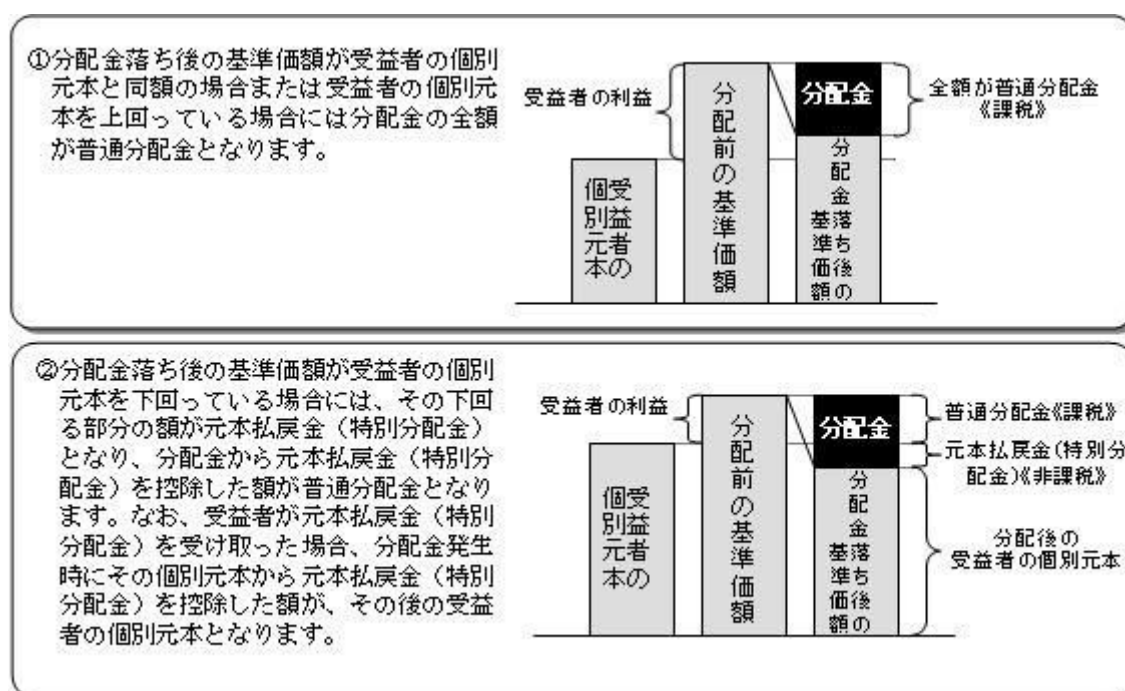 ①分配金落ち後の基準価額が受益者の個別
元本と同額の場合または受益者の個別元
本を上回っている場合には分配金の全額
が普通分配金となります。
受益者の利益
個別元本
受益者の
分配前の基準価額
分配金
分配金落ち後の
基準価額
全額が普通分配金
《課税》
②分配金落ち後の基準価額が受益者の個別
元本を下回っている場合には、その下回
る部分の額が元本払戻金（特別分配金）
となり、分配金から元本払戻金（特別分
配金）を控除した額が普通分配金となり
ます。なお、受益者が元本払戻金（特別
分配金）を受け取った場合、分配金発生
時にその個別元本から元本払戻金（特別
分配金）を控除した額が、その後の受益
者の個別元本となります。
受益者の利益
受益者の
個別元本
分配前の基準価額
分配金
分配金落ち後の
基準価額
普通分配金《課税》
元本払戻金(特別分
配金)《非課税》
分配後の
受益者の個別元本